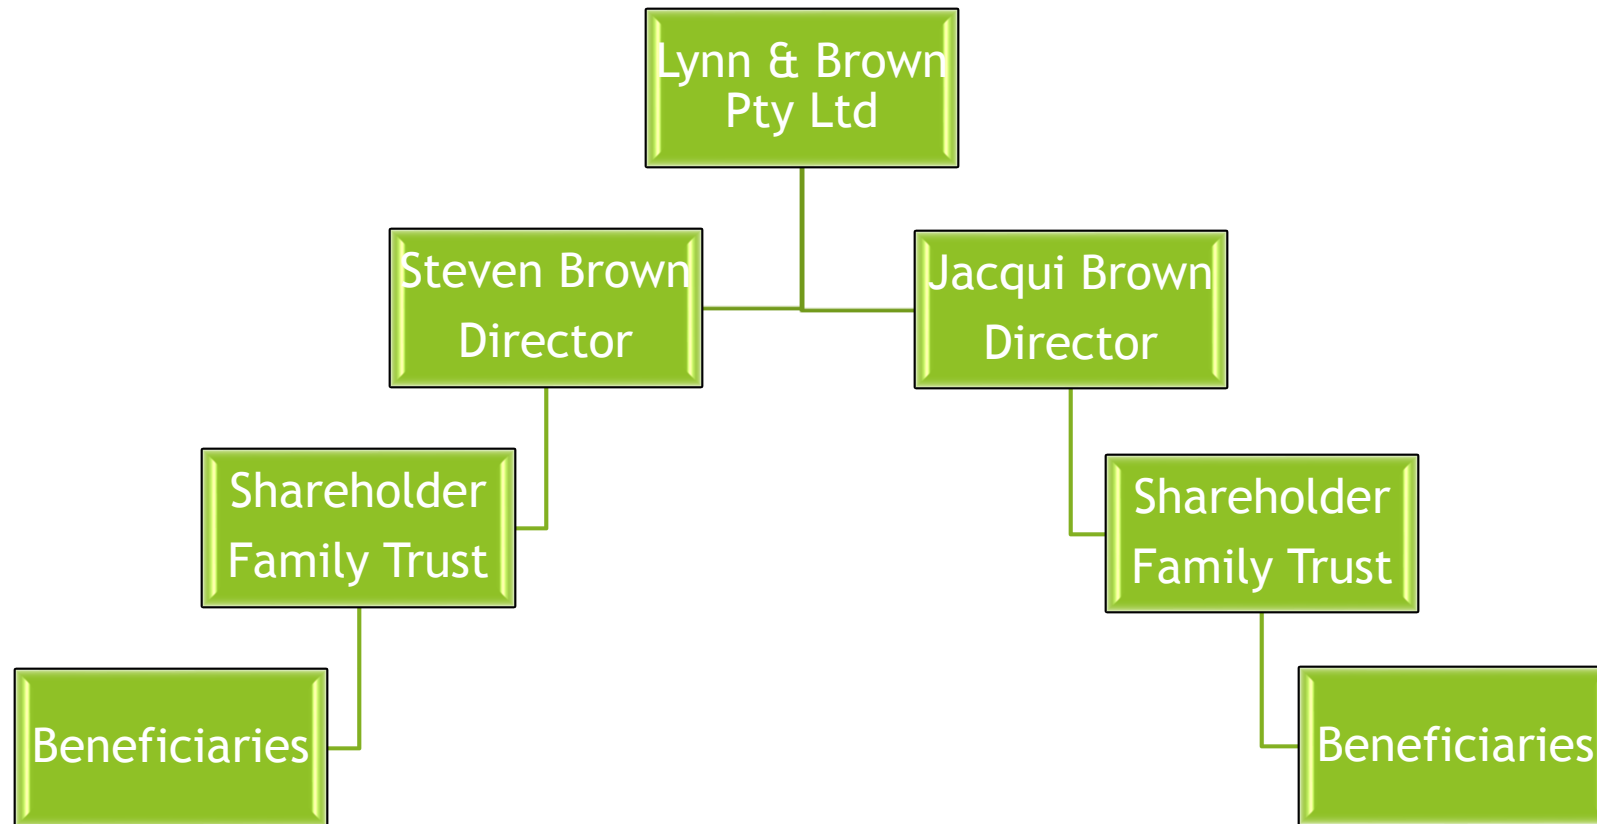 Lynn & Brown
Pty Ltd
Steven Brown
Director
Jacqui Brown
Director
Shareholder
Family Trust
Shareholder
Family Trust
Beneficiaries
Beneficiaries